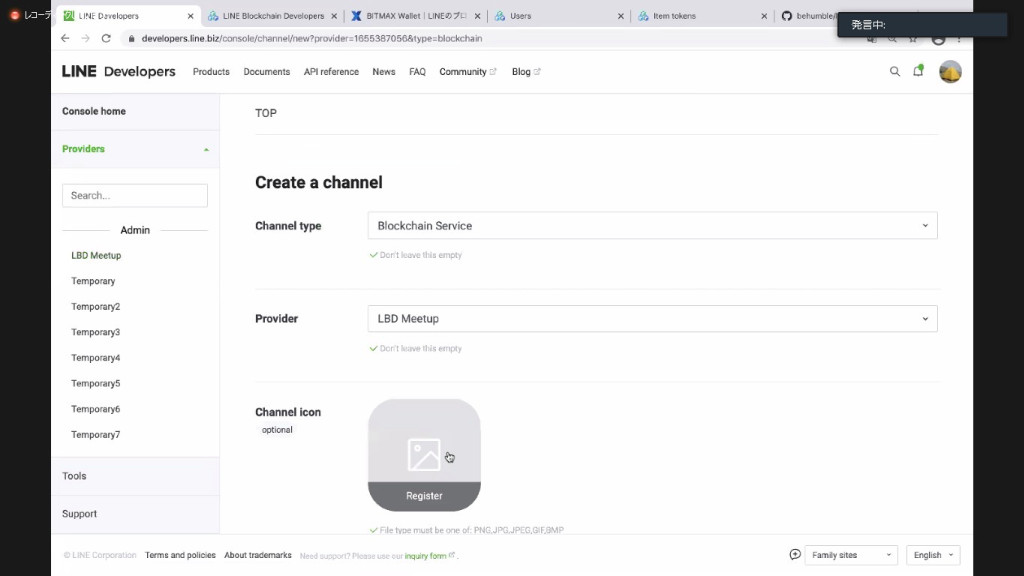 レコーデ
LINE Developers
LINE Blockchain Developers
BITMAX Wallet | LINEのブロ
Users
Item tokens
behumble/
発言中:
developers.line.biz/console/channel/new?provider=1655387056&type=blockchain
LINE Developers
Products
Documents
API reference
News
FAQ
Community
Blog
Console home
Providers
Search...
Admin
LBD Meetup
Temporary
Temporary2
Temporary3
Temporary4
Temporary5
Temporary6
Temporary7
Tools
Support
TOP
Create a channel
Channel type
Blockchain Service
Don't leave this empty
Provider
LBD Meetup
Don't leave this empty
Channel icon
optional
Register
File type must be one of: PNG,JPG,JPEG,GIF,BMP
© LINE Corporation
Terms and policies
About trademarks
Need support? Please use our inquiry form .
Family sites
English